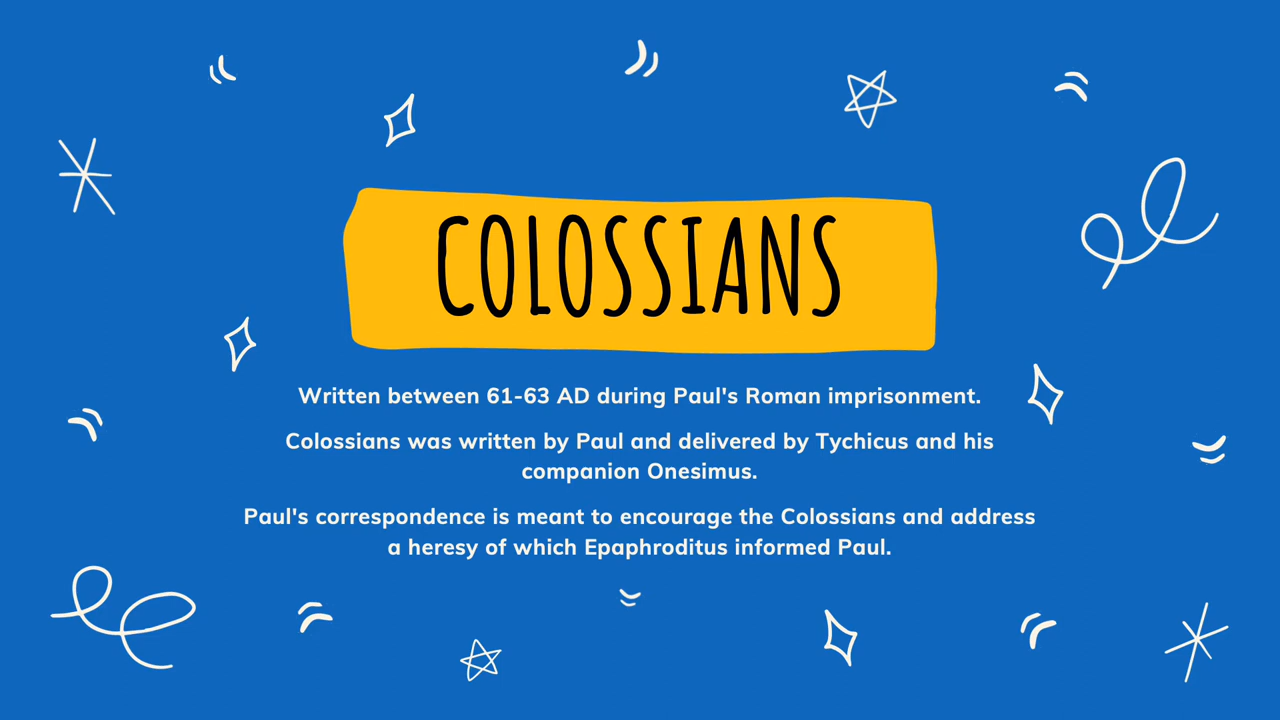 COLOSSIANS
Written between 61-63 AD during Paul's Roman imprisonment.
Colossians was written by Paul and delivered by Tychicus and his
companion Onesimus.
Paul's correspondence is meant to encourage the Colossians and address
a heresy of which Epaphroditus informed Paul.